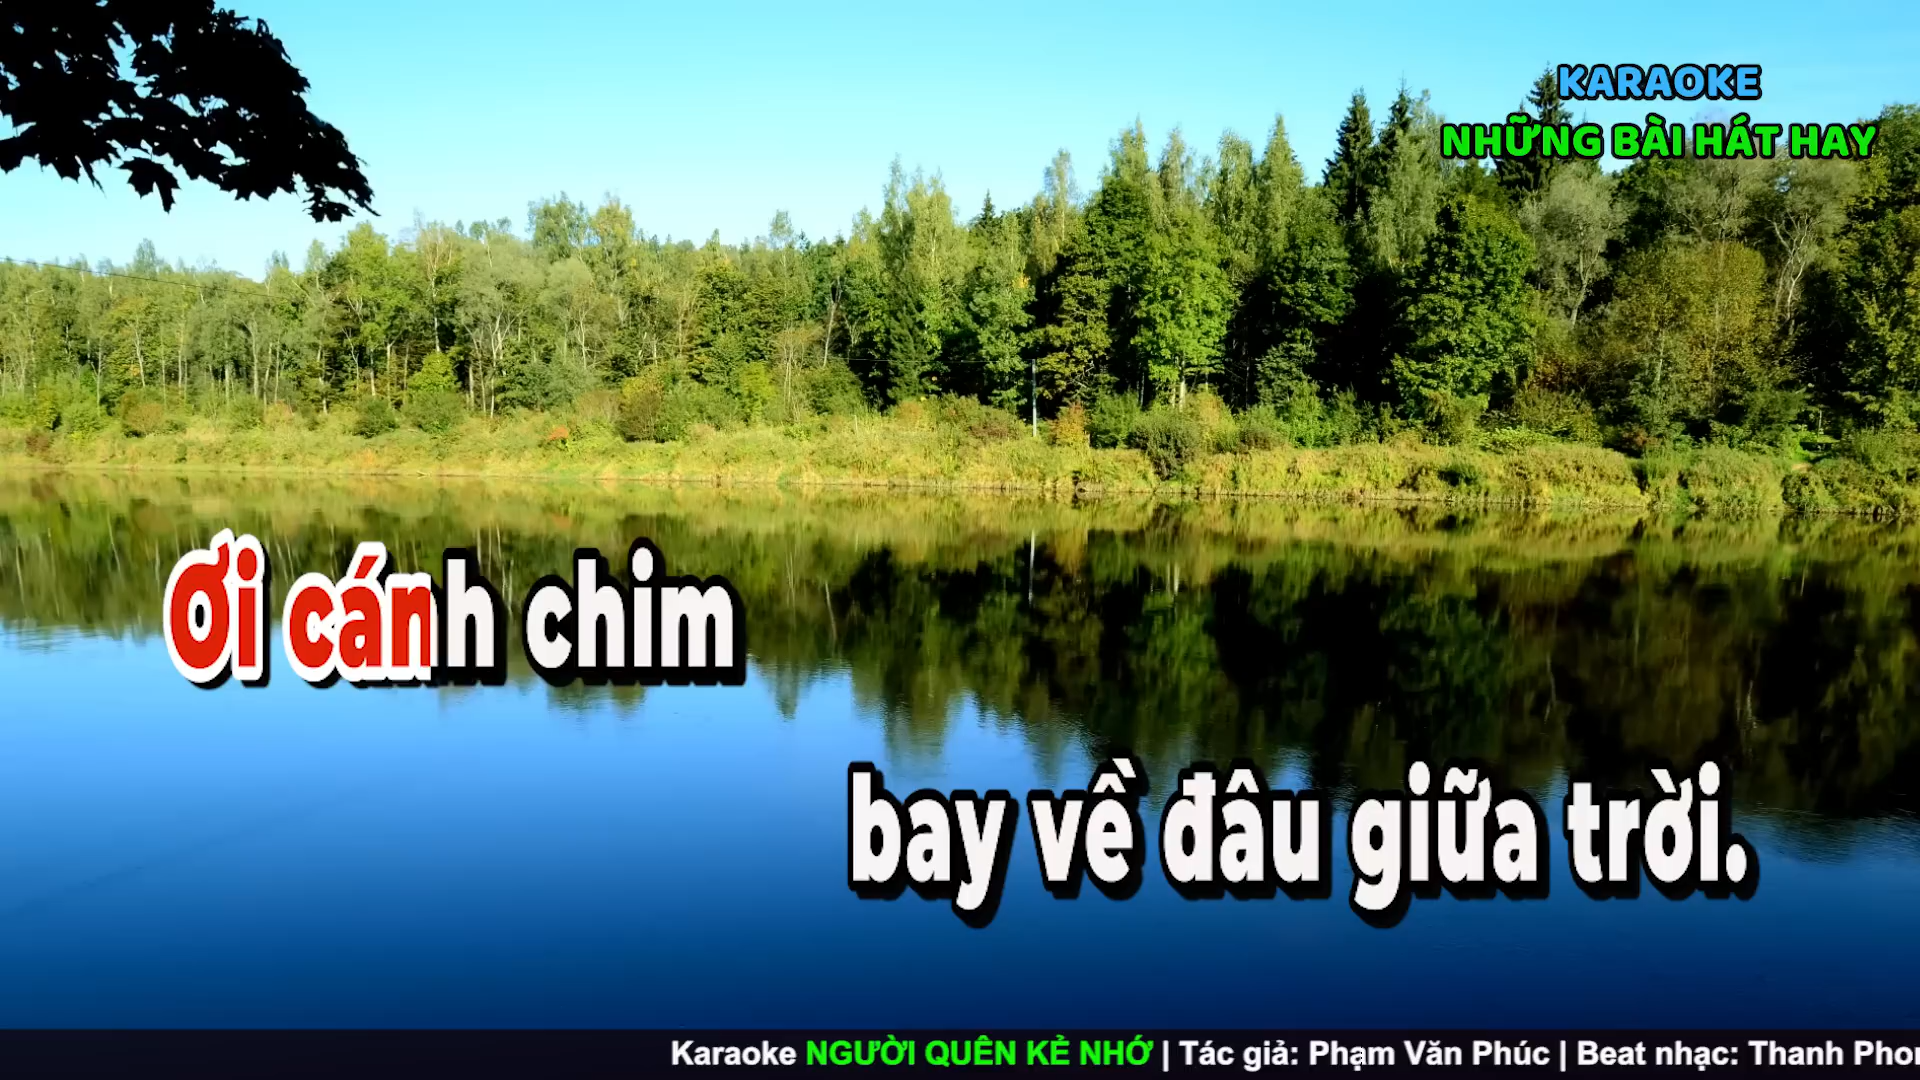 KARAOKE
NHỮNG BÀI HÁT HAY
Ơi cánh chim
bay về đâu giữa trời.
Karaoke NGƯỜI QUÊN KẺ NHỚ | Tác giả: Phạm Văn Phúc | Beat nhạc: Thanh Phon